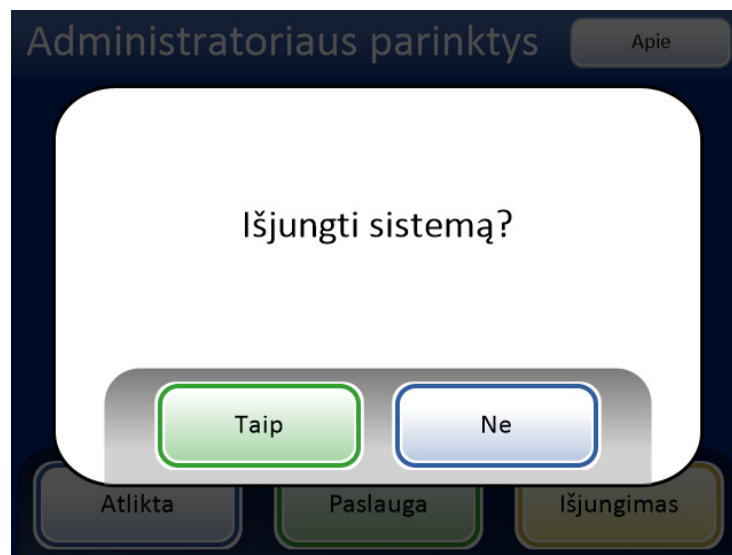 Administratoriaus parinktys
Apie
Išjungti sistemą?
Taip
Ne
Atlikta
Paslauga
Išjungimas